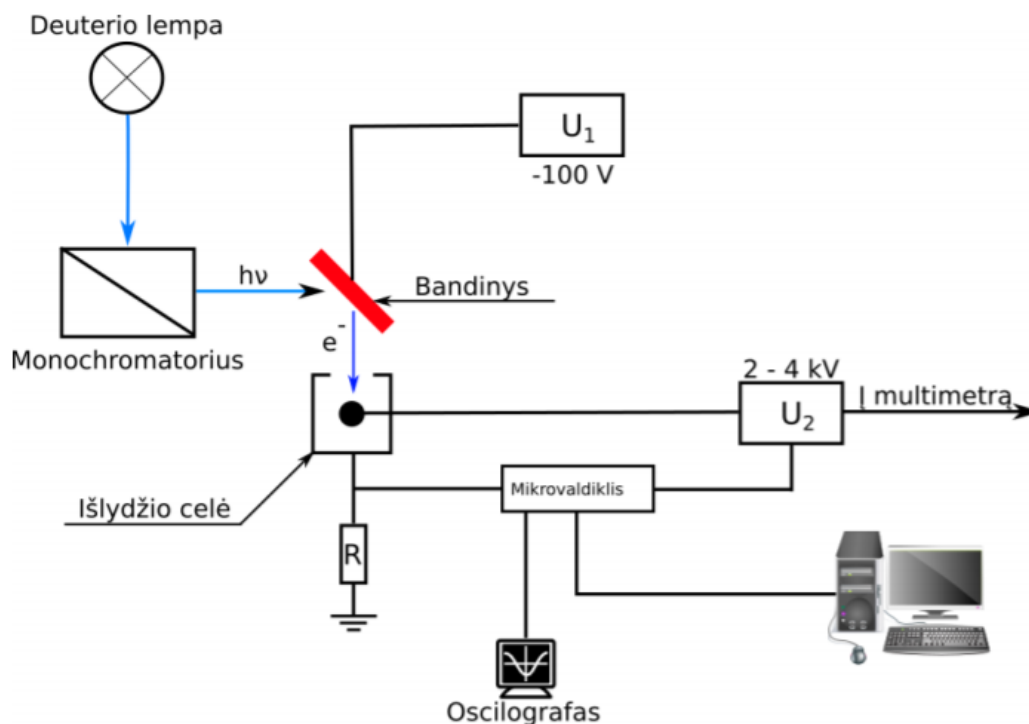 Deuterio lempa
U1
-100 V
hν
Bandinys
Monochromatorius
e-
2 - 4 kV
U2
Į multimetrą
Išlydžio celė
Mikrovaldiklis
R
Oscilografas